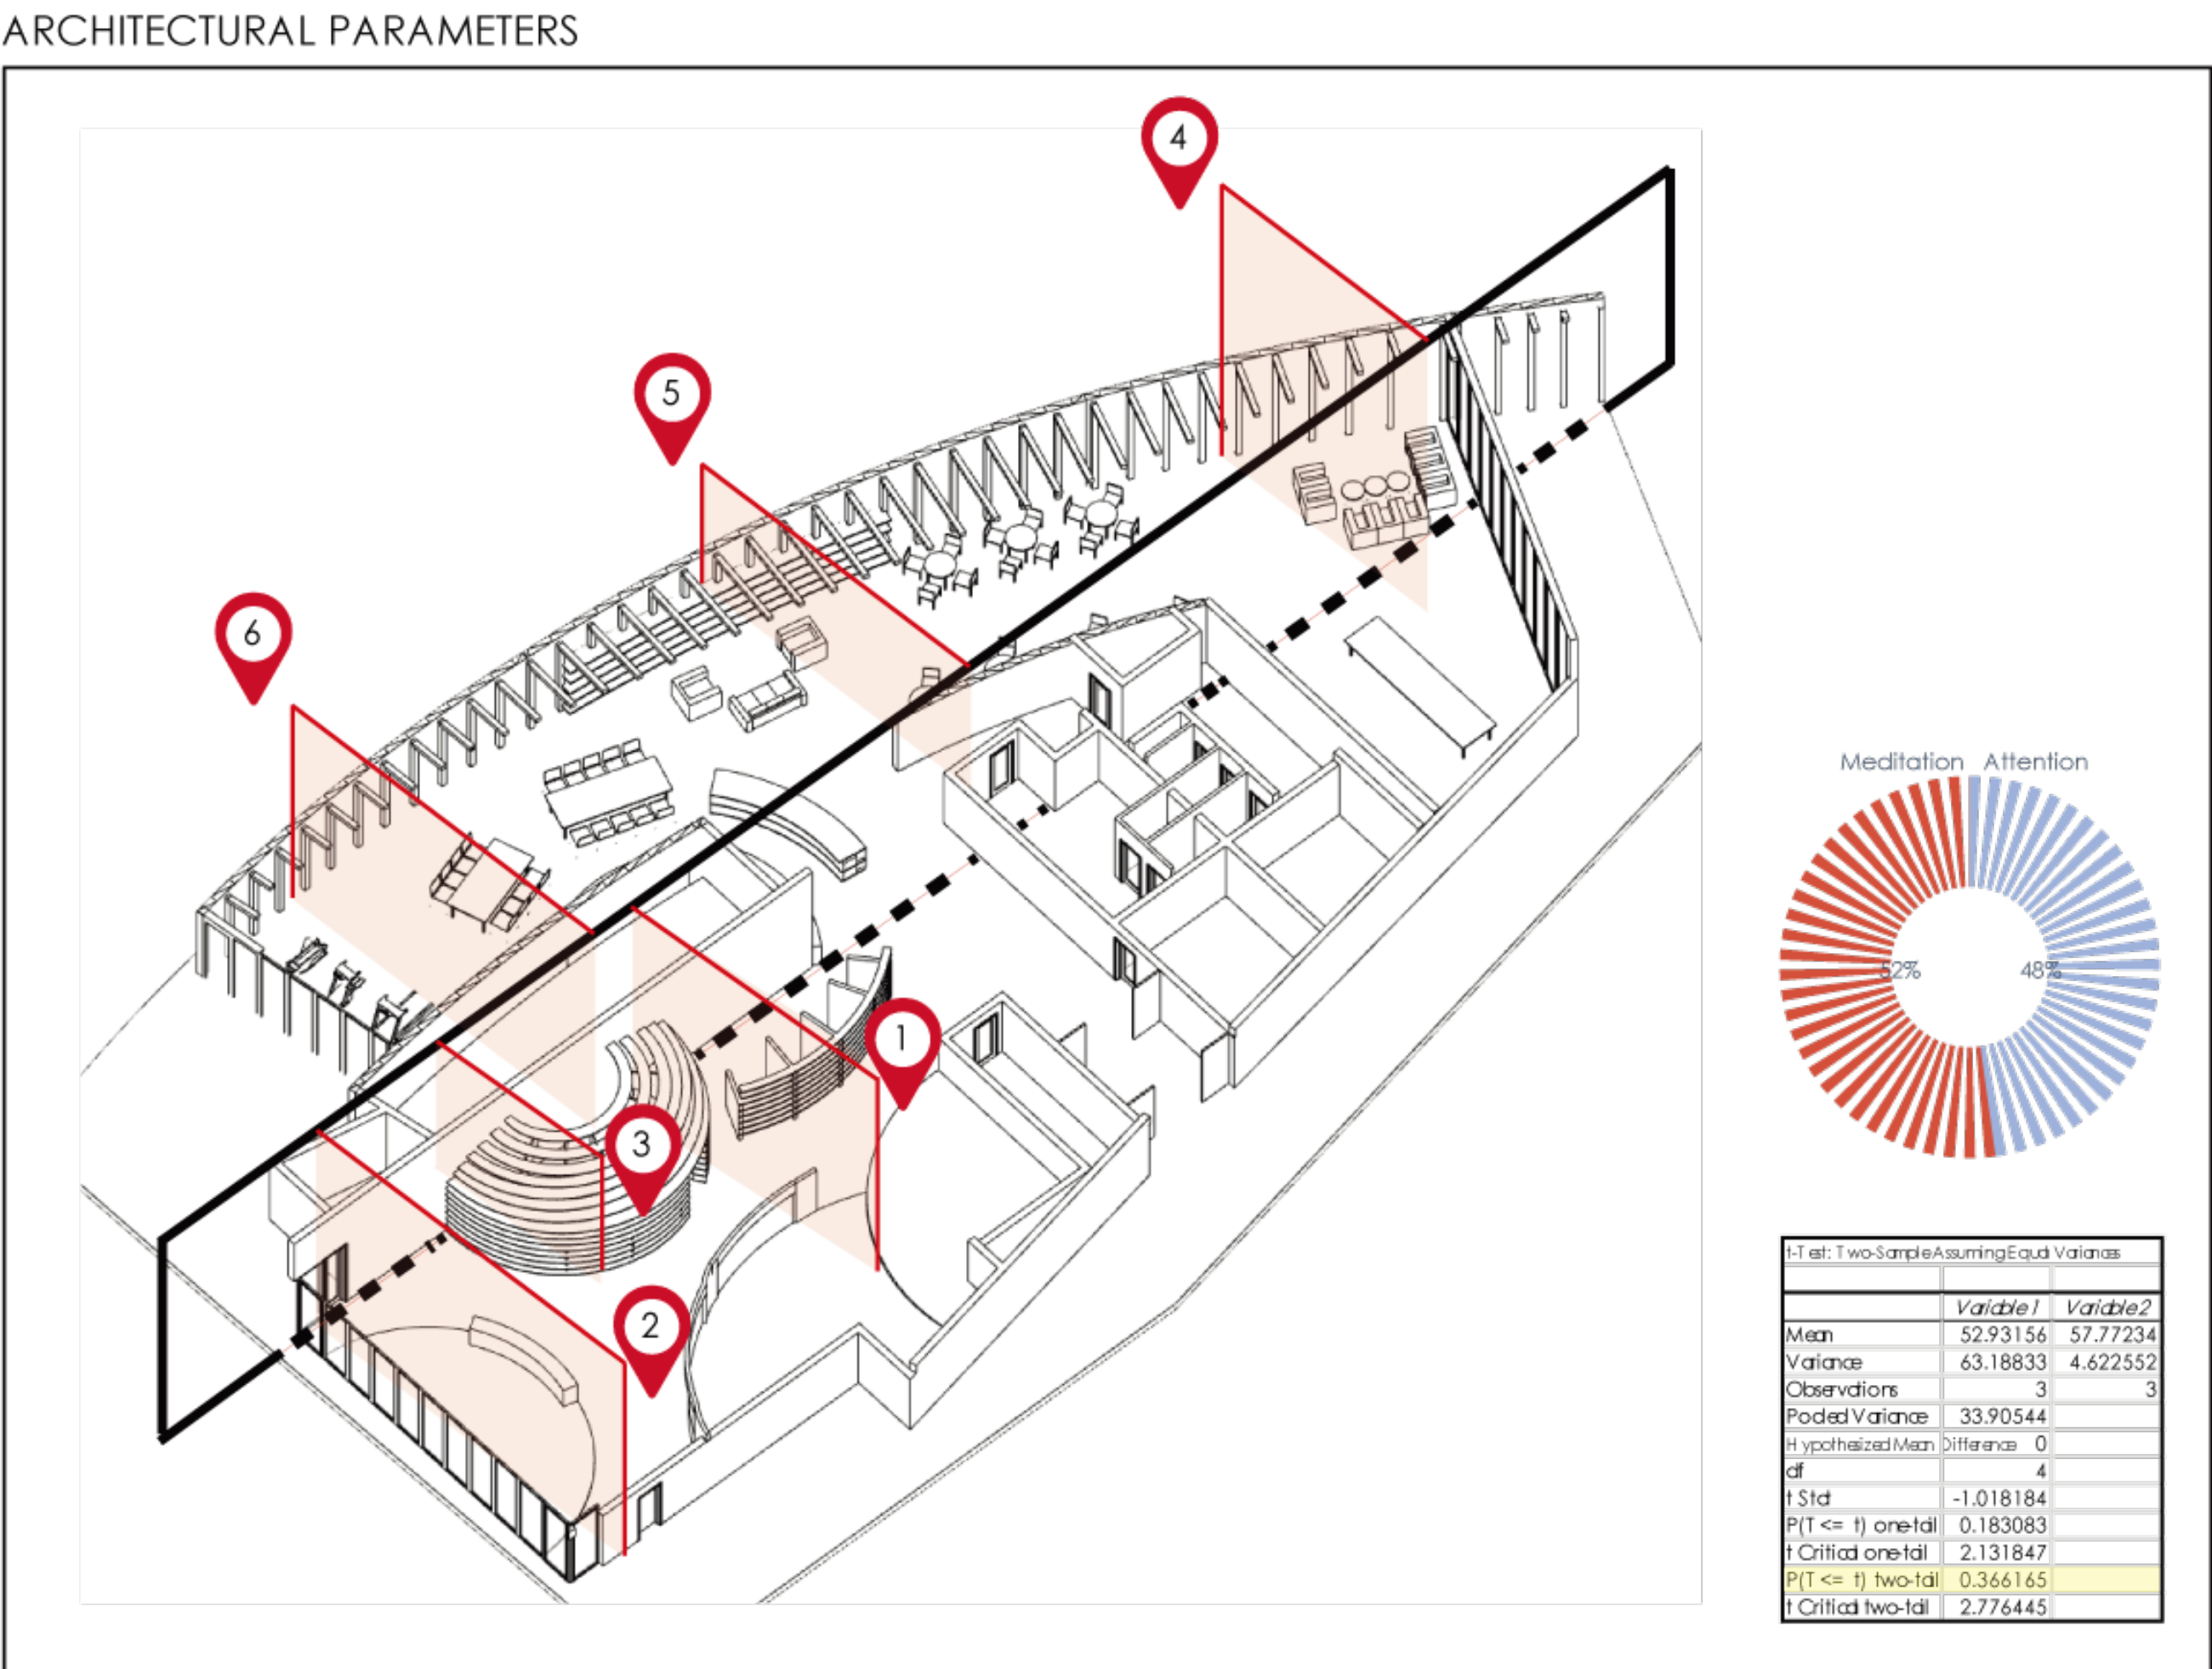 ARCHITECTURAL PARAMETERS
4
5
6
1
3
2
Meditation Attention
52% 48%
t-Test: Two-Sample Assuming Equal Variances
Variable 1 Variable 2
Mean 52.93156 57.77234
Variance 63.18833 4.622552
Observations 3 3
Pooled Variance 33.90544
Hypothesized Mean Difference 0
df 4
t Stat -1.018184
P(T <= t) one-tail 0.183083
t Critical one-tail 2.131847
P(T <= t) two-tail 0.366165
t Critical two-tail 2.776445